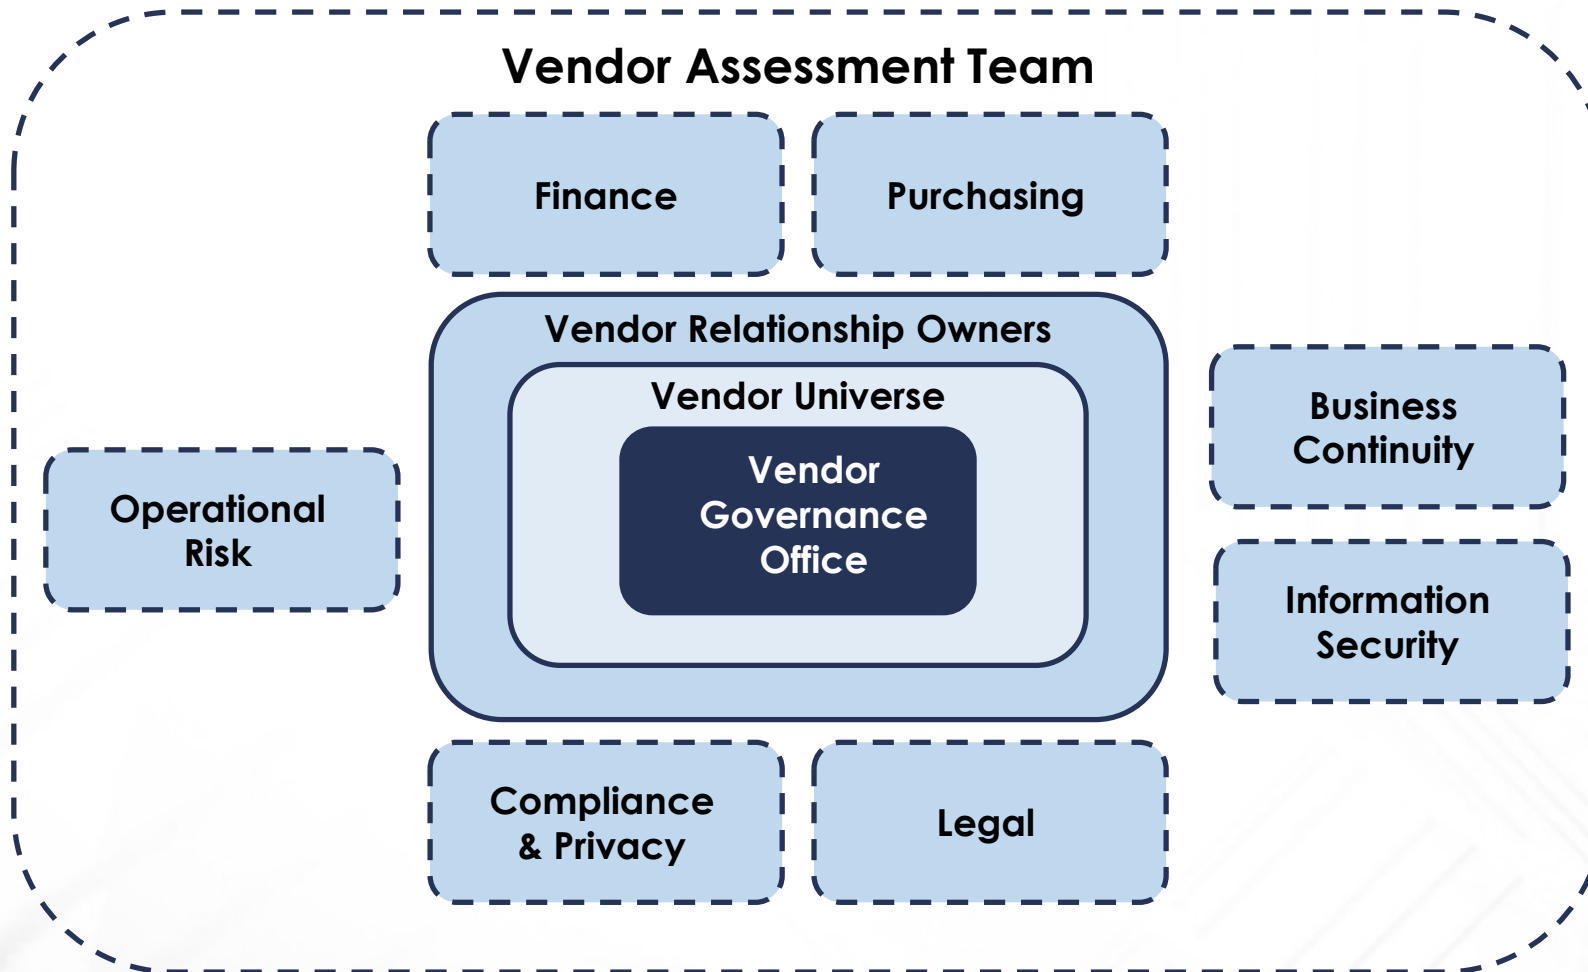 Vendor Assessment Team
Finance
Purchasing
Vendor Relationship Owners
Vendor Universe
Vendor
Governance
Office
Operational
Risk
Business
Continuity
Information
Security
Compliance
& Privacy
Legal